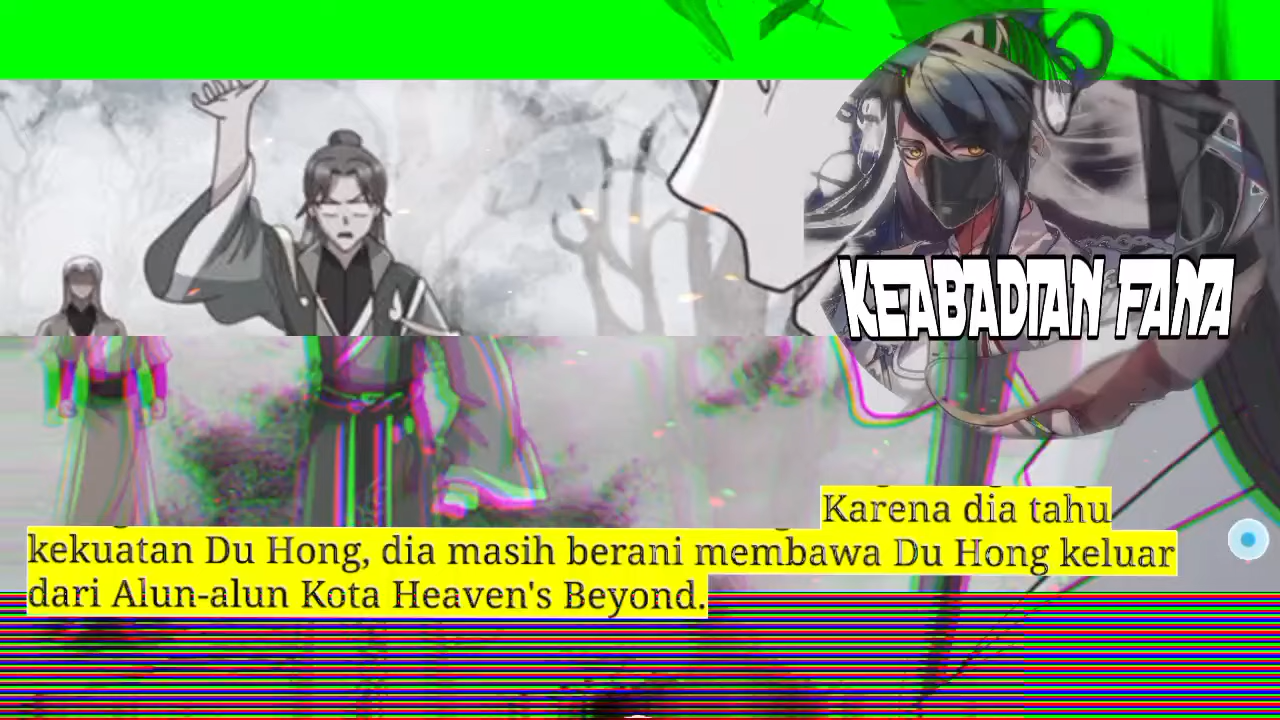 KEABADIAN FANA
Karena dia tahu
kekuatan Du Hong, dia masih berani membawa Du Hong keluar
dari Alun-alun Kota Heaven's Beyond.